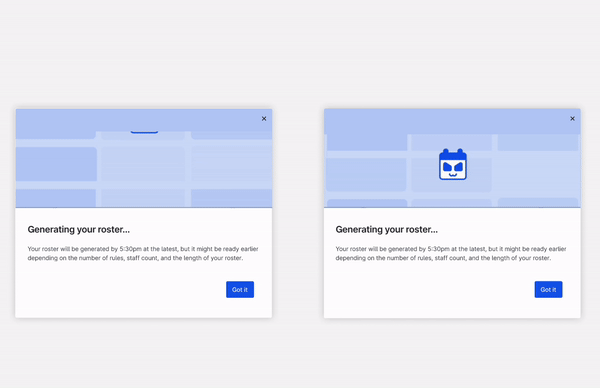 Generating your roster...
Your roster will be generated by 5:30pm at the latest, but it might be ready earlier
depending on the number of rules, staff count, and the length of your roster.
Got it
Generating your roster...
Your roster will be generated by 5:30pm at the latest, but it might be ready earlier
depending on the number of rules, staff count, and the length of your roster.
Got it